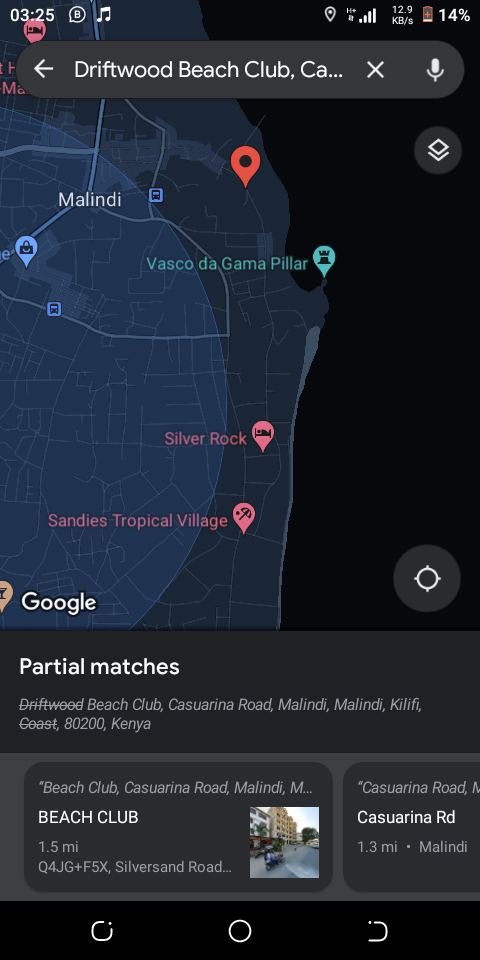 03:25
H+
12.9
KB/s
14%
Driftwood Beach Club, Ca...
Malindi
Vasco da Gama Pillar
Silver Rock
Sandies Tropical Village
Google
Partial matches
Driftwood Beach Club, Casuarina Road, Malindi, Malindi, Kilifi,
Coast, 80200, Kenya
“Beach Club, Casuarina Road, Malindi, M...
BEACH CLUB
1.5 mi
Q4JG+F5X, Silversand Road...
“Casuarina Road, M
Casuarina Rd
1.3 mi • Malindi